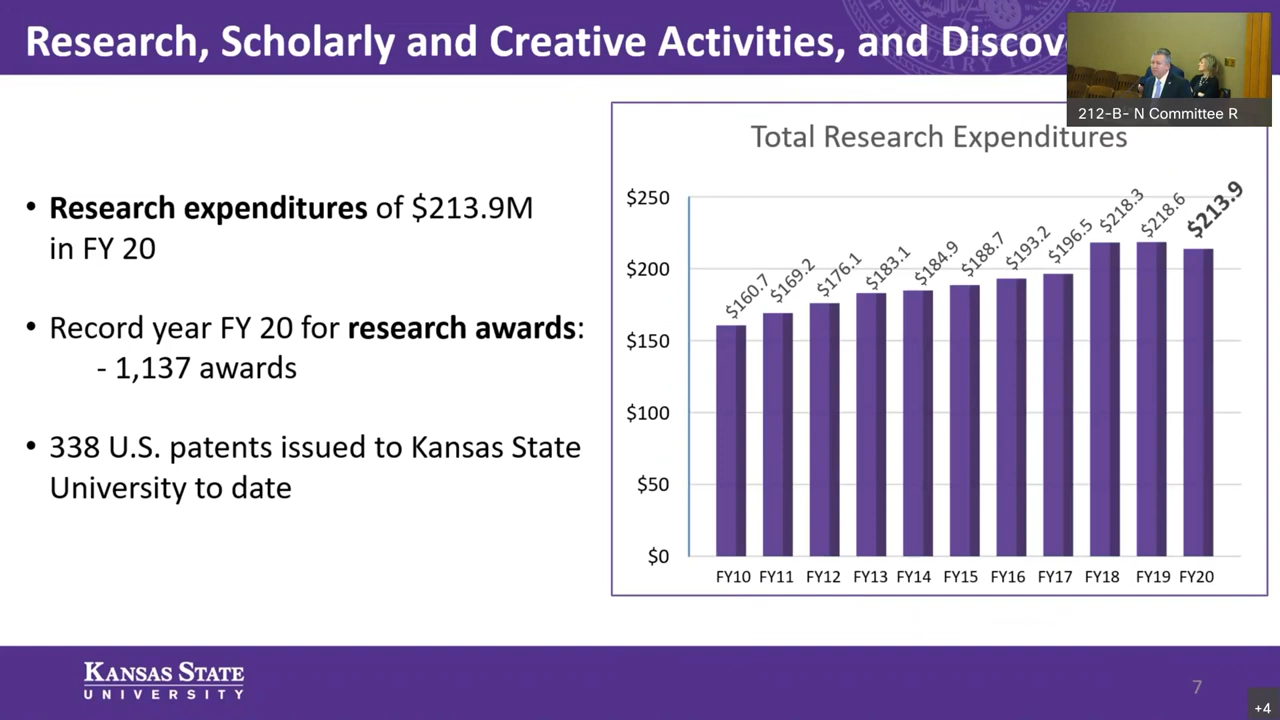 Research, Scholarly and Creative Activities, and Discov
212-B- N Committee R
• Research expenditures of $213.9M
in FY 20
• Record year FY 20 for research awards:
- 1,137 awards
• 338 U.S. patents issued to Kansas State
University to date
Total Research Expenditures
$250
$200
$150
$100
$50
$0
$160.7
$169.2
$176.1
$183.1
$184.9
$188.7
$193.2
$196.5
$218.3
$218.6
$213.9
FY10 FY11 FY12 FY13 FY14 FY15 FY16 FY17 FY18 FY19 FY20
KANSAS STATE
UNIVERSITY
7
+4